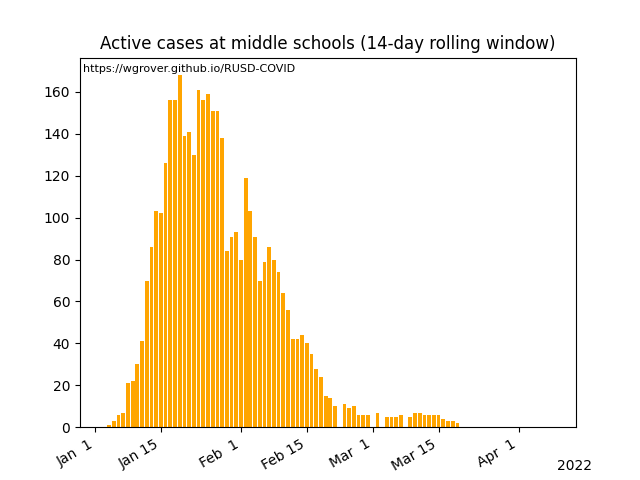 Active cases at middle schools (14-day rolling window)
https://wgrover.github.io/RUSD-COVID
160
140
120
100
80
60
40
20
0
Jan 1
Jan 15
Feb 1
Feb 15
Mar 1
Mar 15
Apr 1
2022